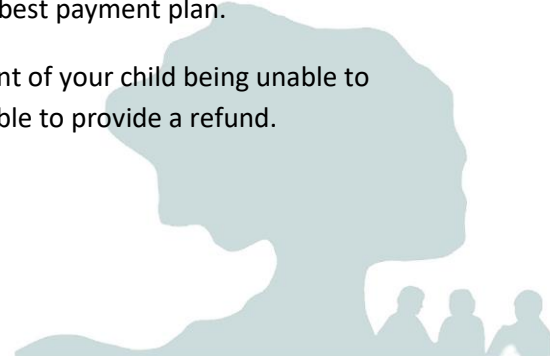 best payment plan.
nt of your child being unable to
ble to provide a refund.